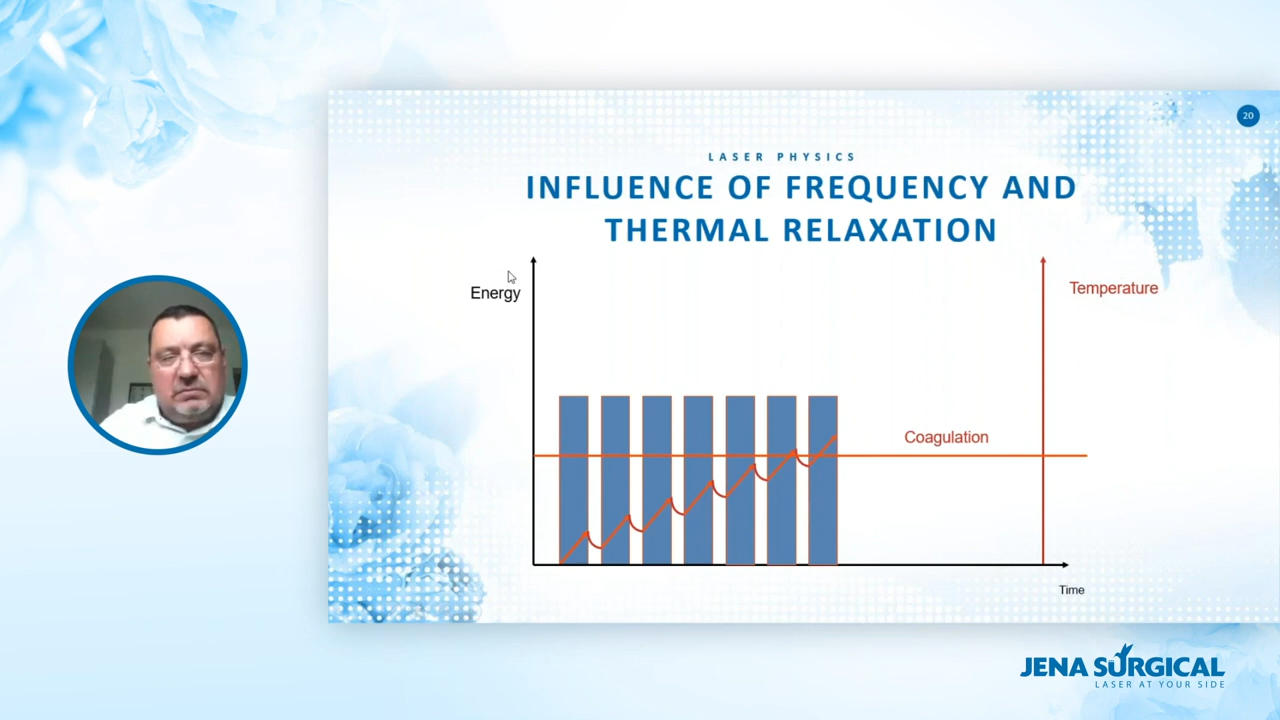 20
LASER PHYSICS
INFLUENCE OF FREQUENCY AND
THERMAL RELAXATION
Energy
Temperature
Coagulation
Time
JENA SURGICAL
LASER AT YOUR SIDE